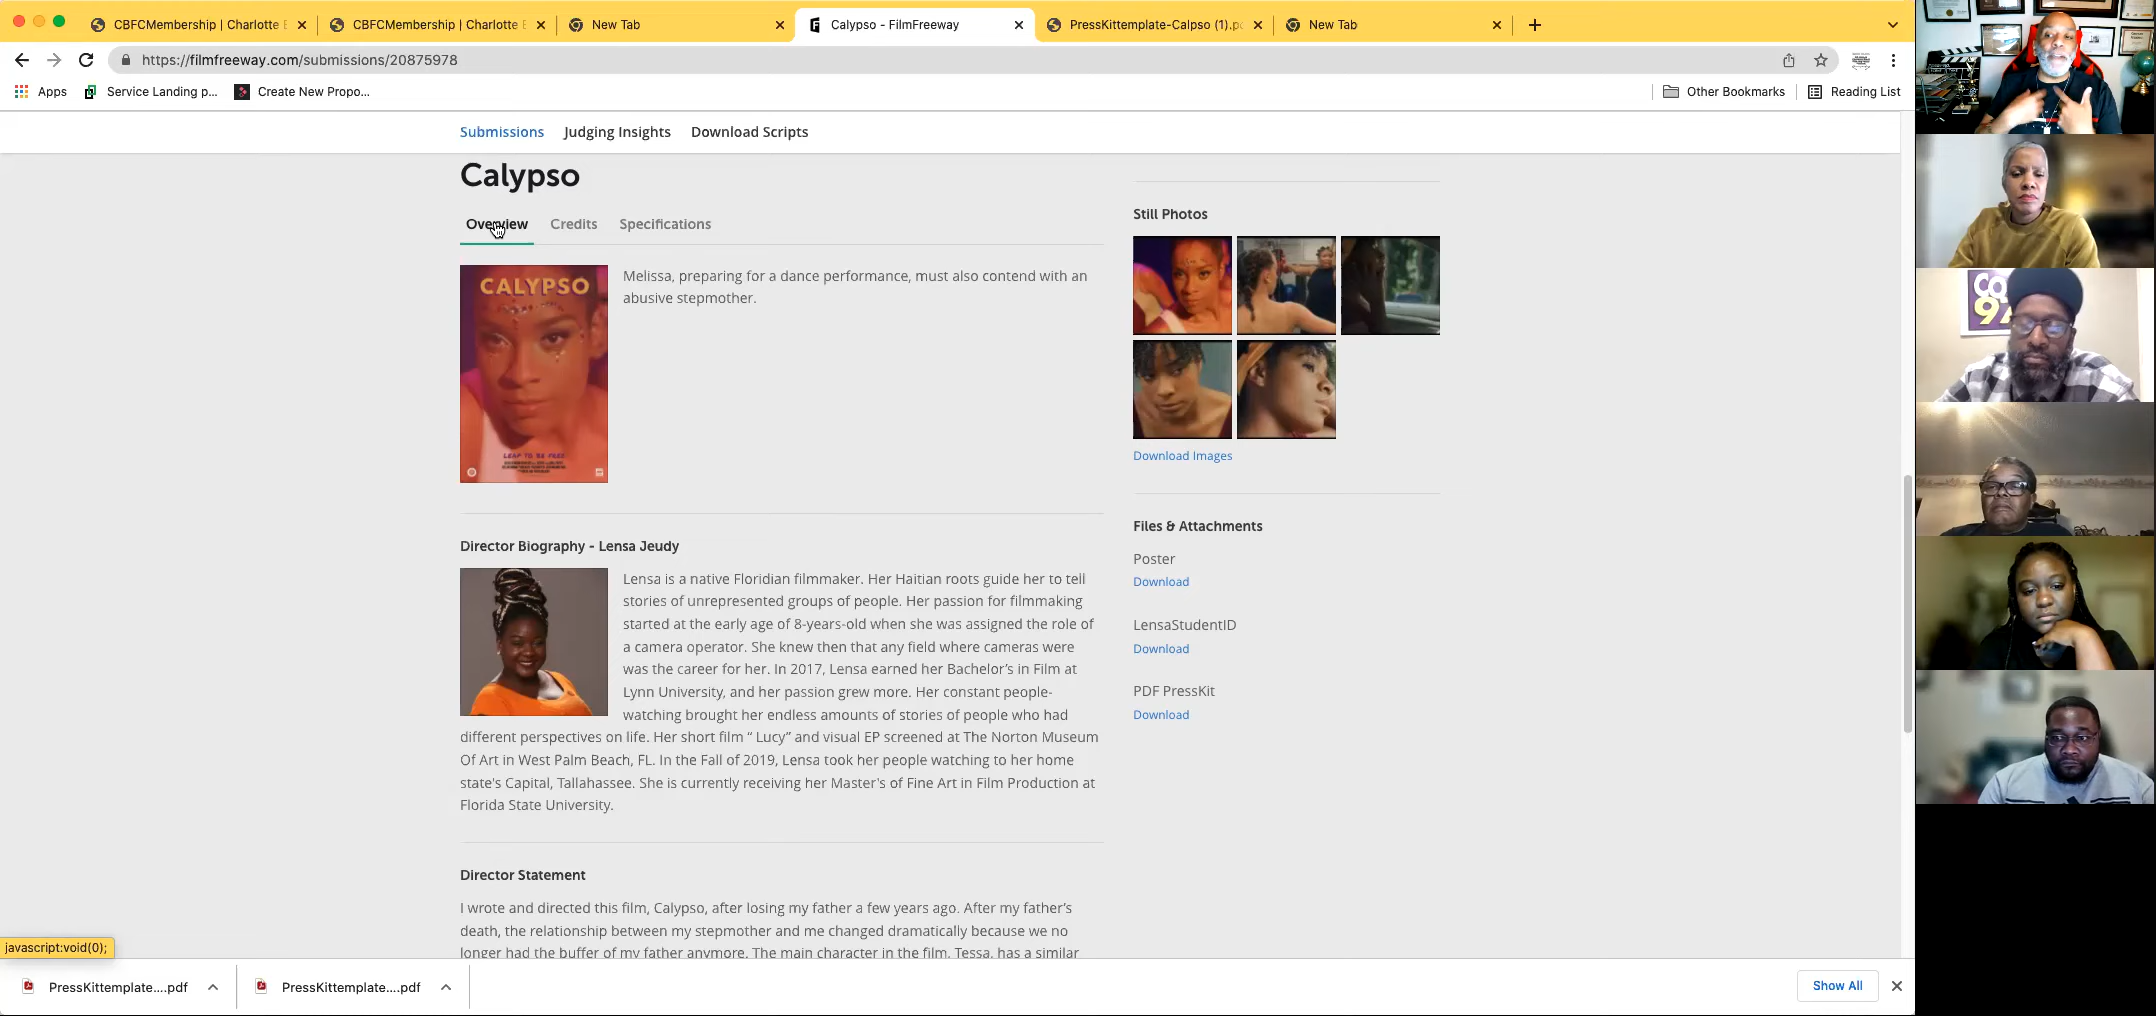 CBFCMembership | Charlotte
CBFCMembership | Charlotte
New Tab
Calypso - FilmFreeway
PressKittemplate-Calpso (1).p
New Tab
https://filmfreeway.com/submissions/20875978
Apps
Service Landing p...
Create New Propo...
Other Bookmarks
Reading List
Submissions
Judging Insights
Download Scripts
Calypso
Overview
Credits
Specifications
CALYPSO
LEAP TO BE FREE
Melissa, preparing for a dance performance, must also contend with an
abusive stepmother.
Director Biography - Lensa Jeudy
Lensa is a native Floridian filmmaker. Her Haitian roots guide her to tell
stories of unrepresented groups of people. Her passion for filmmaking
started at the early age of 8-years-old when she was assigned the role of
a camera operator. She knew then that any field where cameras were
was the career for her. In 2017, Lensa earned her Bachelor's in Film at
Lynn University, and her passion grew more. Her constant people-
watching brought her endless amounts of stories of people who had
different perspectives on life. Her short film " Lucy" and visual EP screened at The Norton Museum
Of Art in West Palm Beach, FL. In the Fall of 2019, Lensa took her people watching to her home
state's Capital, Tallahassee. She is currently receiving her Master's of Fine Art in Film Production at
Florida State University.
Director Statement
I wrote and directed this film, Calypso, after losing my father a few years ago. After my father's
death, the relationship between my stepmother and me changed dramatically because we no
longer had the buffer of my father anymore. The main character in the film, Tessa, has a similar
Still Photos
Download Images
Files & Attachments
Poster
Download
LensaStudentID
Download
PDF PressKit
Download
javascript:void(0);
PressKittemplate....pdf
PressKittemplate....pdf
Show All
CO
9